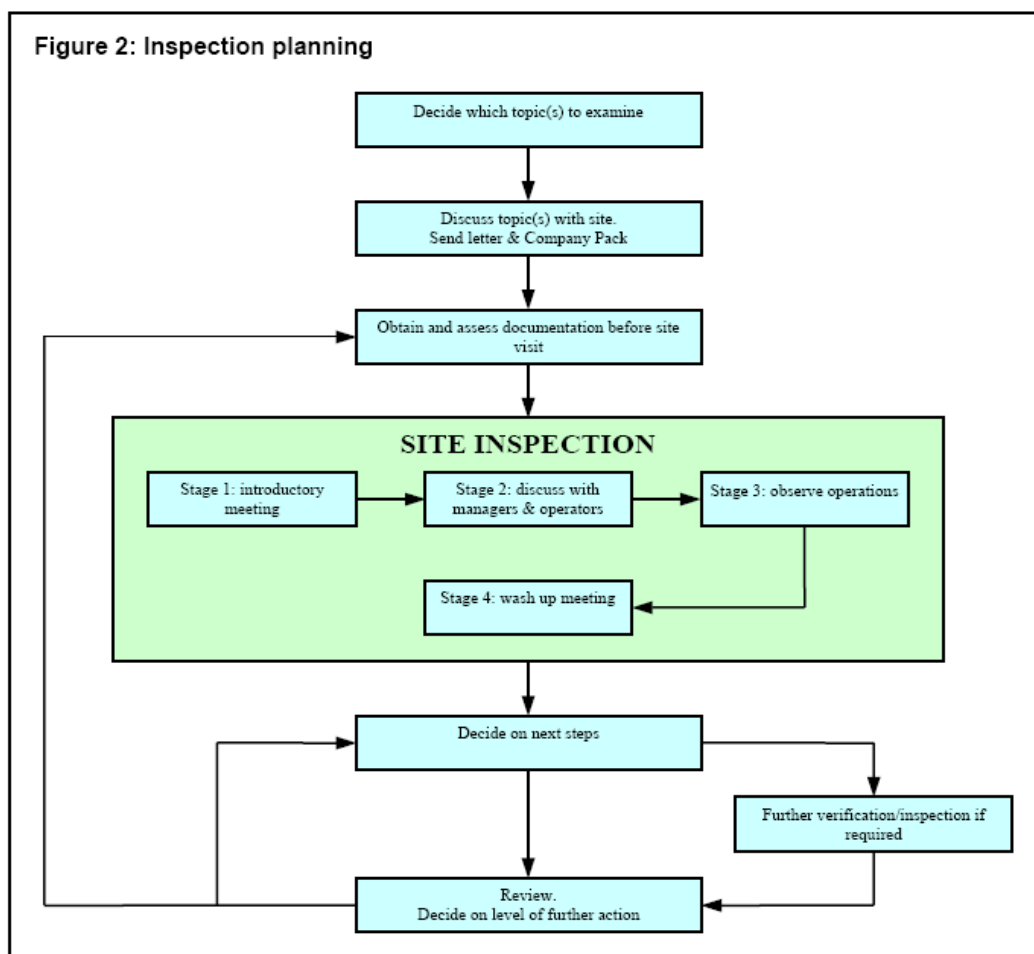 Figure 2: Inspection planning
Decide which topic(s) to examine
Discuss topic(s) with site.
Send letter & Company Pack
Obtain and assess documentation before site
visit
SITE INSPECTION
Stage 1: introductory
meeting
Stage 2: discuss with
managers & operators
Stage 3: observe operations
Stage 4: wash up meeting
Decide on next steps
Further verification/inspection if
required
Review.
Decide on level of further action